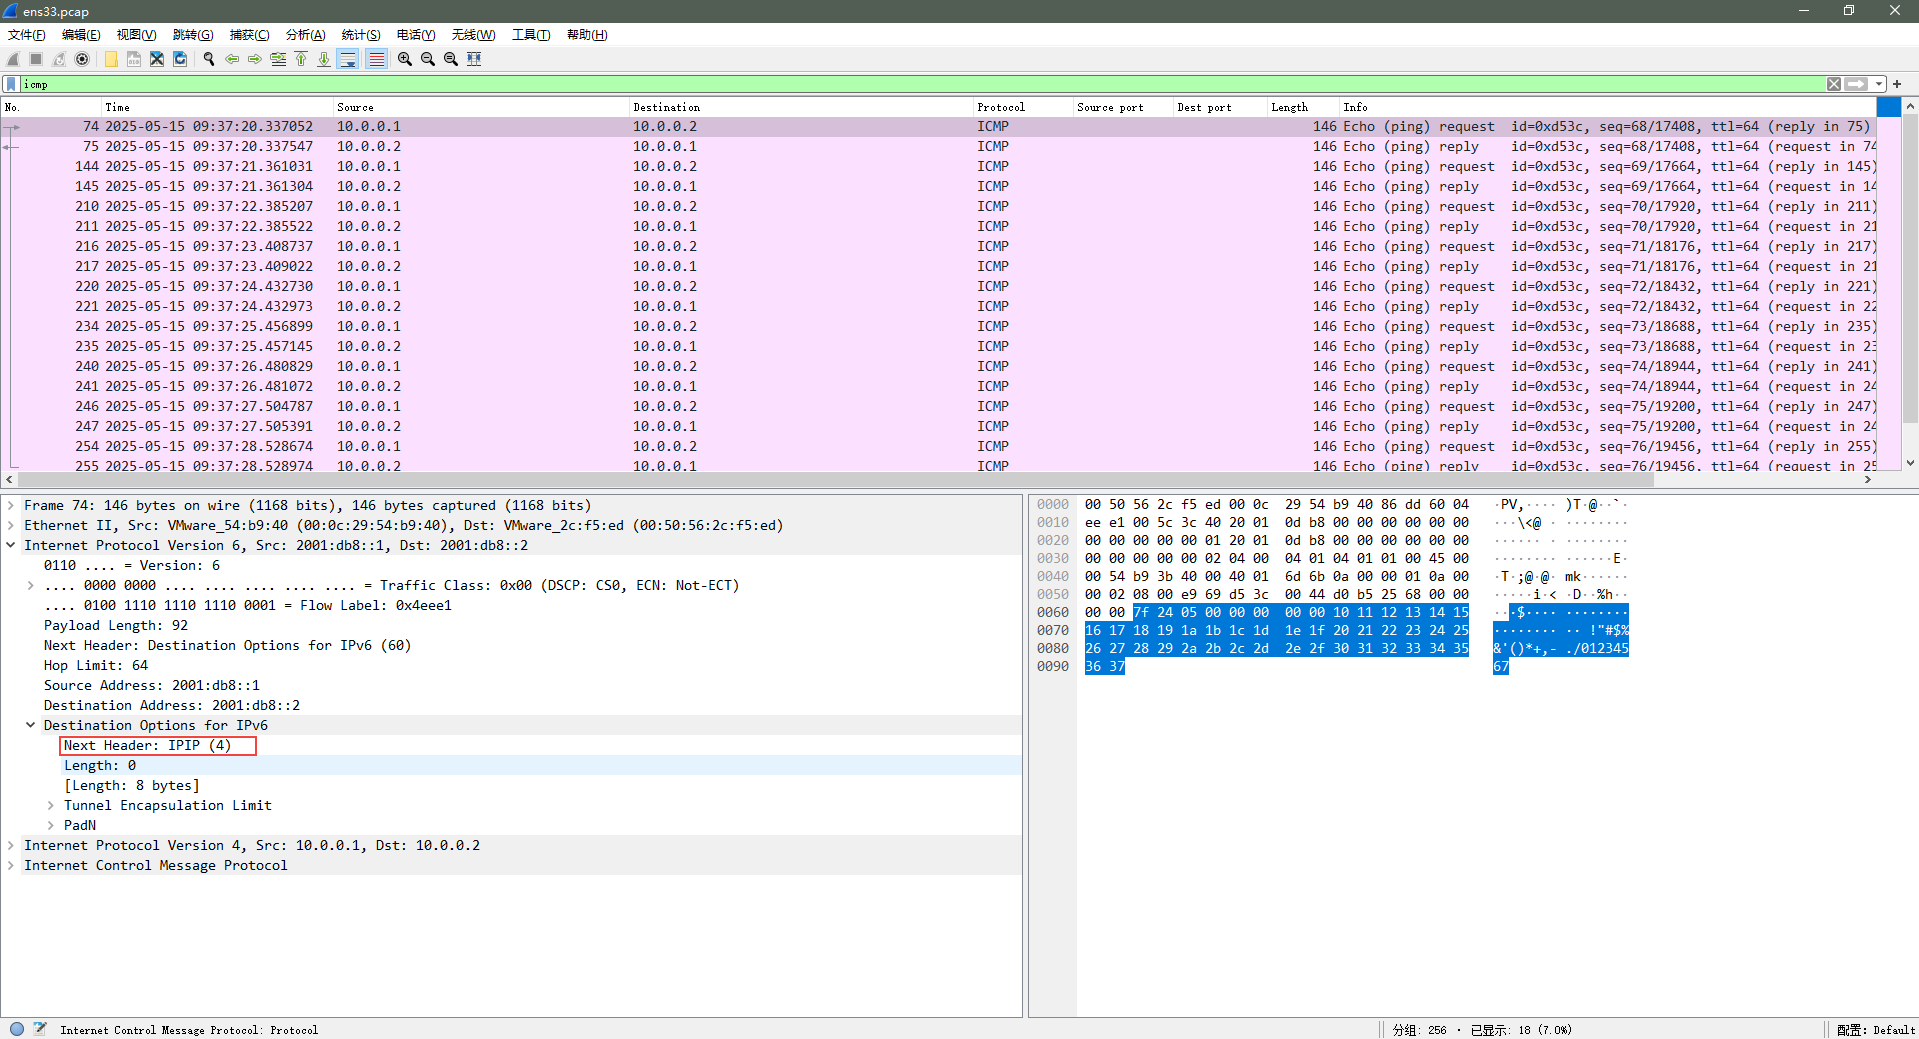 ens33.pcap
文件(F) 编辑(E) 视图(V) 跳转(G) 捕获(C) 分析(A) 统计(S) 电话(Y) 无线(W) 工具(T) 帮助(H)
icmp
No. Time Source Destination Protocol Source port Dest port Length Info
74 2025-05-15 09:37:20.337052 10.0.0.1 10.0.0.2 ICMP 146 Echo (ping) request id=0xd53c, seq=68/17408, ttl=64 (reply in 75)
75 2025-05-15 09:37:20.337547 10.0.0.2 10.0.0.1 ICMP 146 Echo (ping) reply id=0xd53c, seq=68/17408, ttl=64 (request in 74
144 2025-05-15 09:37:21.361031 10.0.0.1 10.0.0.2 ICMP 146 Echo (ping) request id=0xd53c, seq=69/17664, ttl=64 (reply in 145)
145 2025-05-15 09:37:21.361304 10.0.0.2 10.0.0.1 ICMP 146 Echo (ping) reply id=0xd53c, seq=69/17664, ttl=64 (request in 14
210 2025-05-15 09:37:22.385207 10.0.0.1 10.0.0.2 ICMP 146 Echo (ping) request id=0xd53c, seq=70/17920, ttl=64 (reply in 211)
211 2025-05-15 09:37:22.385522 10.0.0.2 10.0.0.1 ICMP 146 Echo (ping) reply id=0xd53c, seq=70/17920, ttl=64 (request in 21
216 2025-05-15 09:37:23.408737 10.0.0.1 10.0.0.2 ICMP 146 Echo (ping) request id=0xd53c, seq=71/18176, ttl=64 (reply in 217)
217 2025-05-15 09:37:23.409022 10.0.0.2 10.0.0.1 ICMP 146 Echo (ping) reply id=0xd53c, seq=71/18176, ttl=64 (request in 21
220 2025-05-15 09:37:24.432730 10.0.0.1 10.0.0.2 ICMP 146 Echo (ping) request id=0xd53c, seq=72/18432, ttl=64 (reply in 221)
221 2025-05-15 09:37:24.432973 10.0.0.2 10.0.0.1 ICMP 146 Echo (ping) reply id=0xd53c, seq=72/18432, ttl=64 (request in 22
234 2025-05-15 09:37:25.456899 10.0.0.1 10.0.0.2 ICMP 146 Echo (ping) request id=0xd53c, seq=73/18688, ttl=64 (reply in 235)
235 2025-05-15 09:37:25.457145 10.0.0.2 10.0.0.1 ICMP 146 Echo (ping) reply id=0xd53c, seq=73/18688, ttl=64 (request in 23
240 2025-05-15 09:37:26.480829 10.0.0.1 10.0.0.2 ICMP 146 Echo (ping) request id=0xd53c, seq=74/18944, ttl=64 (reply in 241)
241 2025-05-15 09:37:26.481072 10.0.0.2 10.0.0.1 ICMP 146 Echo (ping) reply id=0xd53c, seq=74/18944, ttl=64 (request in 24
246 2025-05-15 09:37:27.504787 10.0.0.1 10.0.0.2 ICMP 146 Echo (ping) request id=0xd53c, seq=75/19200, ttl=64 (reply in 247)
247 2025-05-15 09:37:27.505391 10.0.0.2 10.0.0.1 ICMP 146 Echo (ping) reply id=0xd53c, seq=75/19200, ttl=64 (request in 24
254 2025-05-15 09:37:28.528674 10.0.0.1 10.0.0.2 ICMP 146 Echo (ping) request id=0xd53c, seq=76/19456, ttl=64 (reply in 255)
255 2025-05-15 09:37:28.528974 10.0.0.2 10.0.0.1 ICMP 146 Echo (ping) reply id=0xd53c, seq=76/19456, ttl=64 (request in 25
Frame 74: 146 bytes on wire (1168 bits), 146 bytes captured (1168 bits)
Ethernet II, Src: VMware_54:b9:40 (00:0c:29:54:b9:40), Dst: VMware_2c:f5:ed (00:50:56:2c:f5:ed)
Internet Protocol Version 6, Src: 2001:db8::1, Dst: 2001:db8::2
0110 .... = Version: 6
.... 0000 0000 .... .... .... .... .... = Traffic Class: 0x00 (DSCP: CS0, ECN: Not-ECT)
.... 0100 1110 1110 1110 0001 = Flow Label: 0x4eee1
Payload Length: 92
Next Header: Destination Options for IPv6 (60)
Hop Limit: 64
Source Address: 2001:db8::1
Destination Address: 2001:db8::2
Destination Options for IPv6
Next Header: IPIP (4)
Length: 0
[Length: 8 bytes]
Tunnel Encapsulation Limit
PadN
Internet Protocol Version 4, Src: 10.0.0.1, Dst: 10.0.0.2
Internet Control Message Protocol
0000 00 50 56 2c f5 ed 00 0c 29 54 b9 40 86 dd 60 04 ·PV,···· )T·@··`·
0010 ee e1 00 5c 3c 40 20 01 0d b8 00 00 00 00 00 00 ···\<@ · ········
0020 00 00 00 00 00 01 20 01 0d b8 00 00 00 00 00 00 ······ · ········
0030 00 00 00 00 00 02 04 00 04 01 04 01 01 00 45 00 ········ ······E·
0040 00 54 b9 3b 40 00 40 01 6d 6b 0a 00 00 01 0a 00 ·T·;@·@· mk······
0050 00 02 08 00 e9 69 d5 3c 00 44 d0 b5 25 68 00 00 ·····i·< ·D··%h··
0060 00 00 7f 24 05 00 00 00 00 00 10 11 12 13 14 15 ···$···· ········
0070 16 17 18 19 1a 1b 1c 1d 1e 1f 20 21 22 23 24 25 ········ ·· !"#$%
0080 26 27 28 29 2a 2b 2c 2d 2e 2f 30 31 32 33 34 35 &'()*+,- ./012345
0090 36 37 67
Internet Control Message Protocol: Protocol 分组: 256 · 已显示: 18 (7.0%) 配置: Default